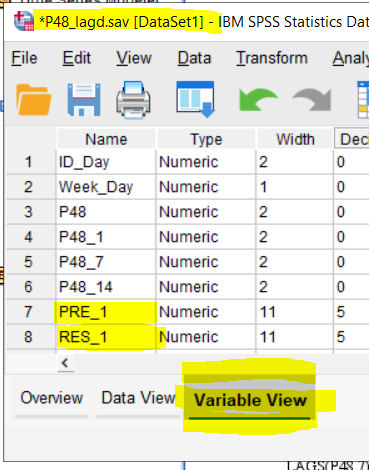 *P48_lagd.sav [DataSet1] - IBM SPSS Statistics Dat
File Edit View Data Transform Analy
Name Type Width Deci
1 ID_Day Numeric 2 0
2 Week_Day Numeric 1 0
3 P48 Numeric 2 0
4 P48_1 Numeric 2 0
5 P48_7 Numeric 2 0
6 P48_14 Numeric 2 0
7 PRE_1 Numeric 11 5
8 RES_1 Numeric 11 5
Overview Data View Variable View
LAGS(P48 7)